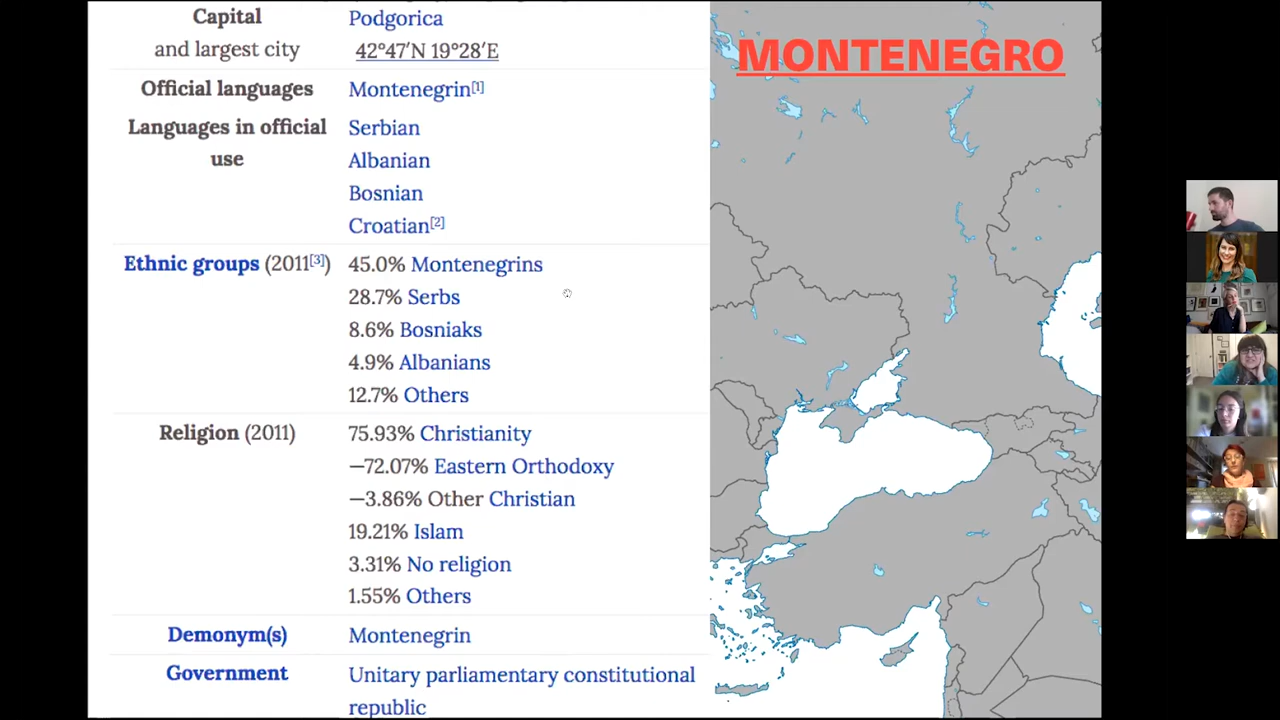 Capital
Podgorica
and largest city
42°47′N 19°28′E
Official languages
Montenegrin[1]
Languages in official
use
Serbian
Albanian
Bosnian
Croatian[2]
Ethnic groups (2011[3])
45.0% Montenegrins
28.7% Serbs
8.6% Bosniaks
4.9% Albanians
12.7% Others
Religion (2011)
75.93% Christianity
—72.07% Eastern Orthodoxy
—3.86% Other Christian
19.21% Islam
3.31% No religion
1.55% Others
Demonym(s)
Montenegrin
Government
Unitary parliamentary constitutional
republic
MONTENEGRO